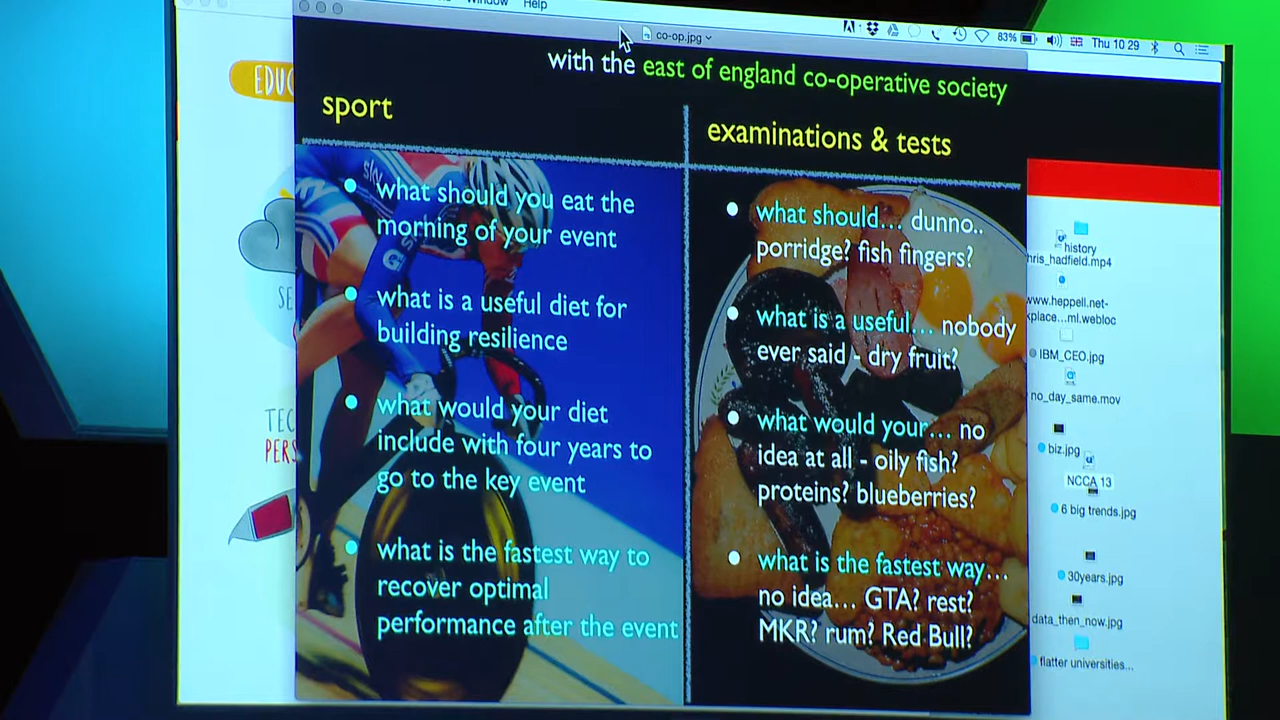 Window Help
co-op.jpg
83%
Thu 10 29
with the east of england co-operative society
sport
examinations & tests
• what should you eat the
morning of your event
• what is a useful diet for
building resilience
• what would your diet
include with four years to
go to the key event
• what is the fastest way to
recover optimal
performance after the event
• what should... dunno..
porridge? fish fingers?
• what is a useful... nobody
ever said - dry fruit?
• what would your... no
idea at all - oily fish?
proteins? blueberries?
• what is the fastest way...
no idea... GTA? rest?
MKR? rum? Red Bull?
sky
EDUC
SE
TEC
PERS
history
hris_hadfield.mp4
www.heppell.net-
kplace...ml.webloc
IBM_CEO.jpg
no_day_same.mov
biz.jpg
NCCA 13
6 big trends.jpg
30years.jpg
data_then_now.jpg
flatter universities...